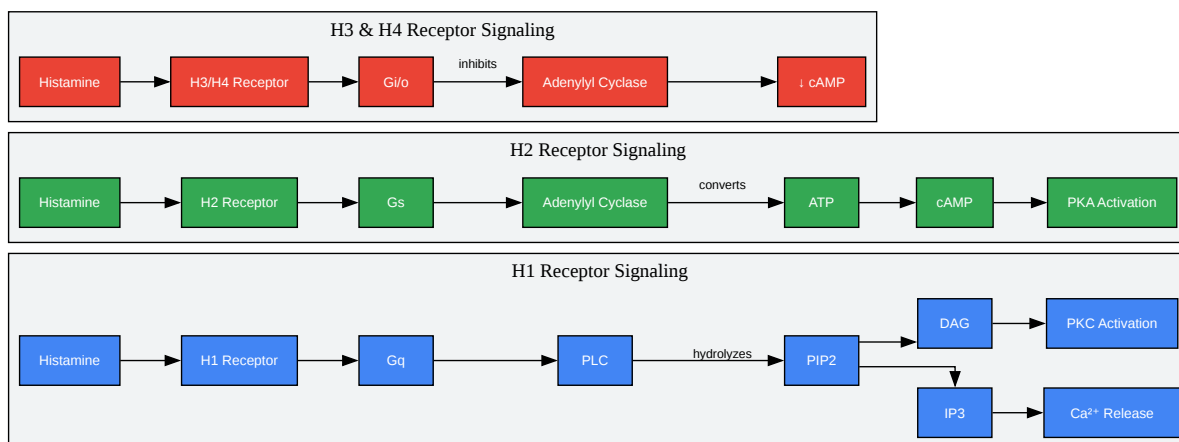 H3 & H4 Receptor Signaling
Histamine
H3/H4 Receptor
Gi/o
inhibits
Adenylyl Cyclase
↓ cAMP
H2 Receptor Signaling
Histamine
H2 Receptor
Gs
Adenylyl Cyclase
converts
ATP
cAMP
PKA Activation
H1 Receptor Signaling
Histamine
H1 Receptor
Gq
PLC
hydrolyzes
PIP2
DAG
PKC Activation
IP3
Ca²⁺ Release